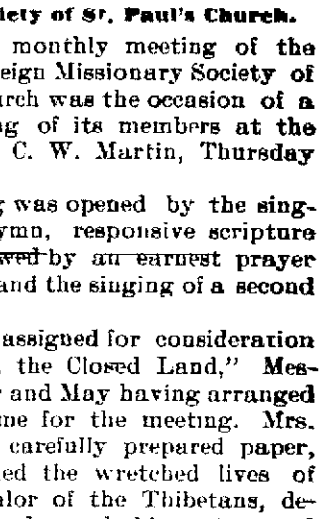 iety of St. Paul's Church.
monthly meeting of the
eign Missionary Society of
urch was the occasion of a
ng of its members at the
C. W. Martin, Thursday
g was opened by the sing-
ymn, responsive scripture
wed by an earnest prayer
and the singing of a second
assigned for consideration
, the Closed Land," Mes-
r and May having arranged
me for the meeting. Mrs.
carefully prepared paper,
ed the wretched lives of
alor of the Thibetans, de-